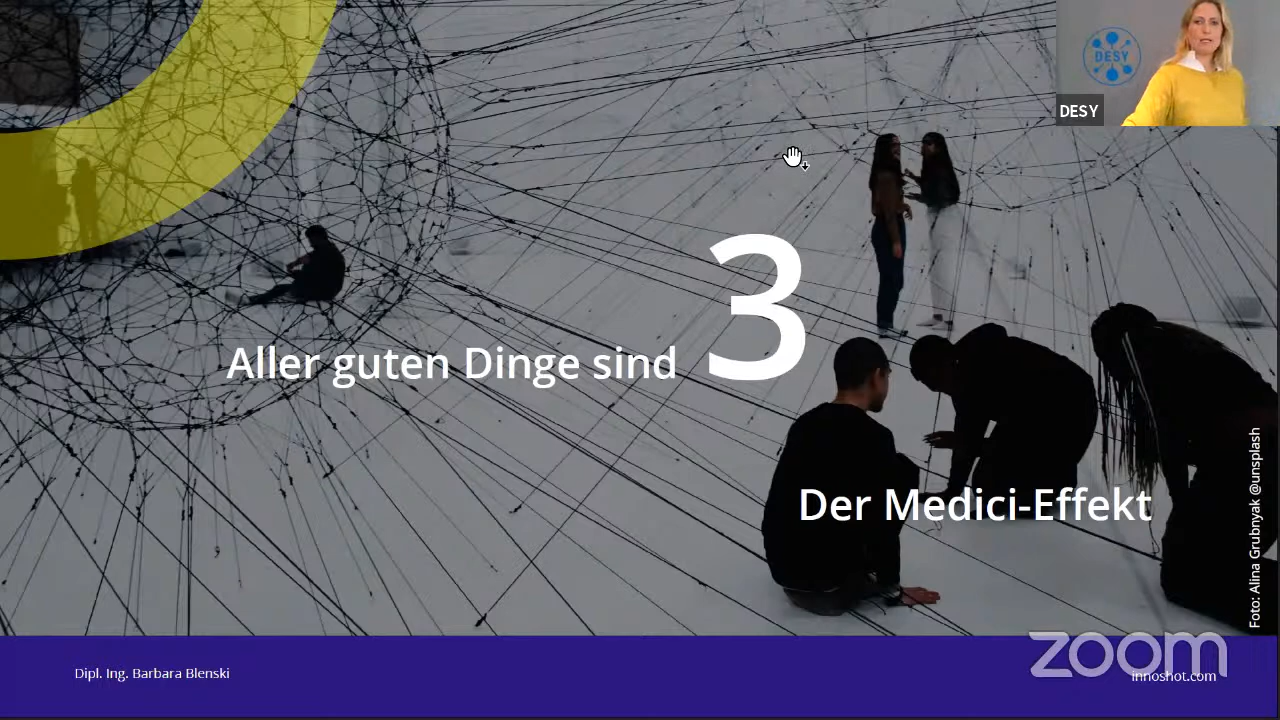 DESY
DESY
Aller guten Dinge sind 3
Der Medici-Effekt
Foto: Alina Grubnyak @unsplash
Dipl. Ing. Barbara Blenski
zoom
innoshot.com